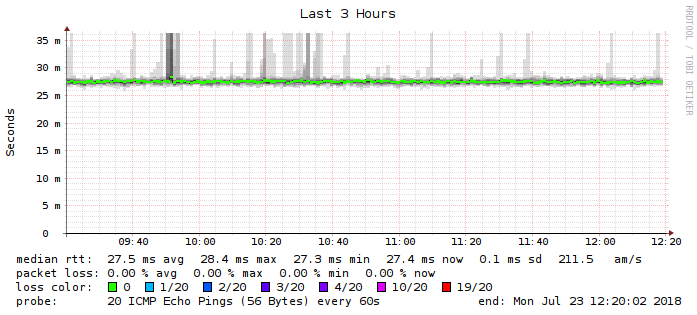 Last 3 Hours
RRDTOOL / TOBI OETIKER
Seconds
35 m
30 m
25 m
20 m
15 m
10 m
5 m
0
09:40 10:00 10:20 10:40 11:00 11:20 11:40 12:00 12:20
median rtt: 27.5 ms avg 28.4 ms max 27.3 ms min 27.4 ms now 0.1 ms sd 211.5 am/s
packet loss: 0.00 % avg 0.00 % max 0.00 % min 0.00 % now
loss color: 0 1/20 2/20 3/20 4/20 10/20 19/20
probe: 20 ICMP Echo Pings (56 Bytes) every 60s end: Mon Jul 23 12:20:02 2018